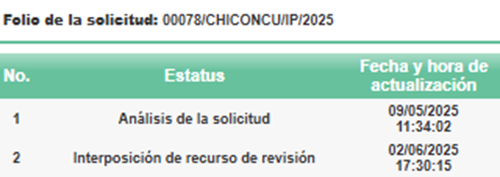 Folio de la solicitud: 00078/CHICONCU/IP/2025
No. Estatus Fecha y hora de actualización
1 Análisis de la solicitud 09/05/2025 11:34:02
2 Interposición de recurso de revisión 02/06/2025 17:30:15